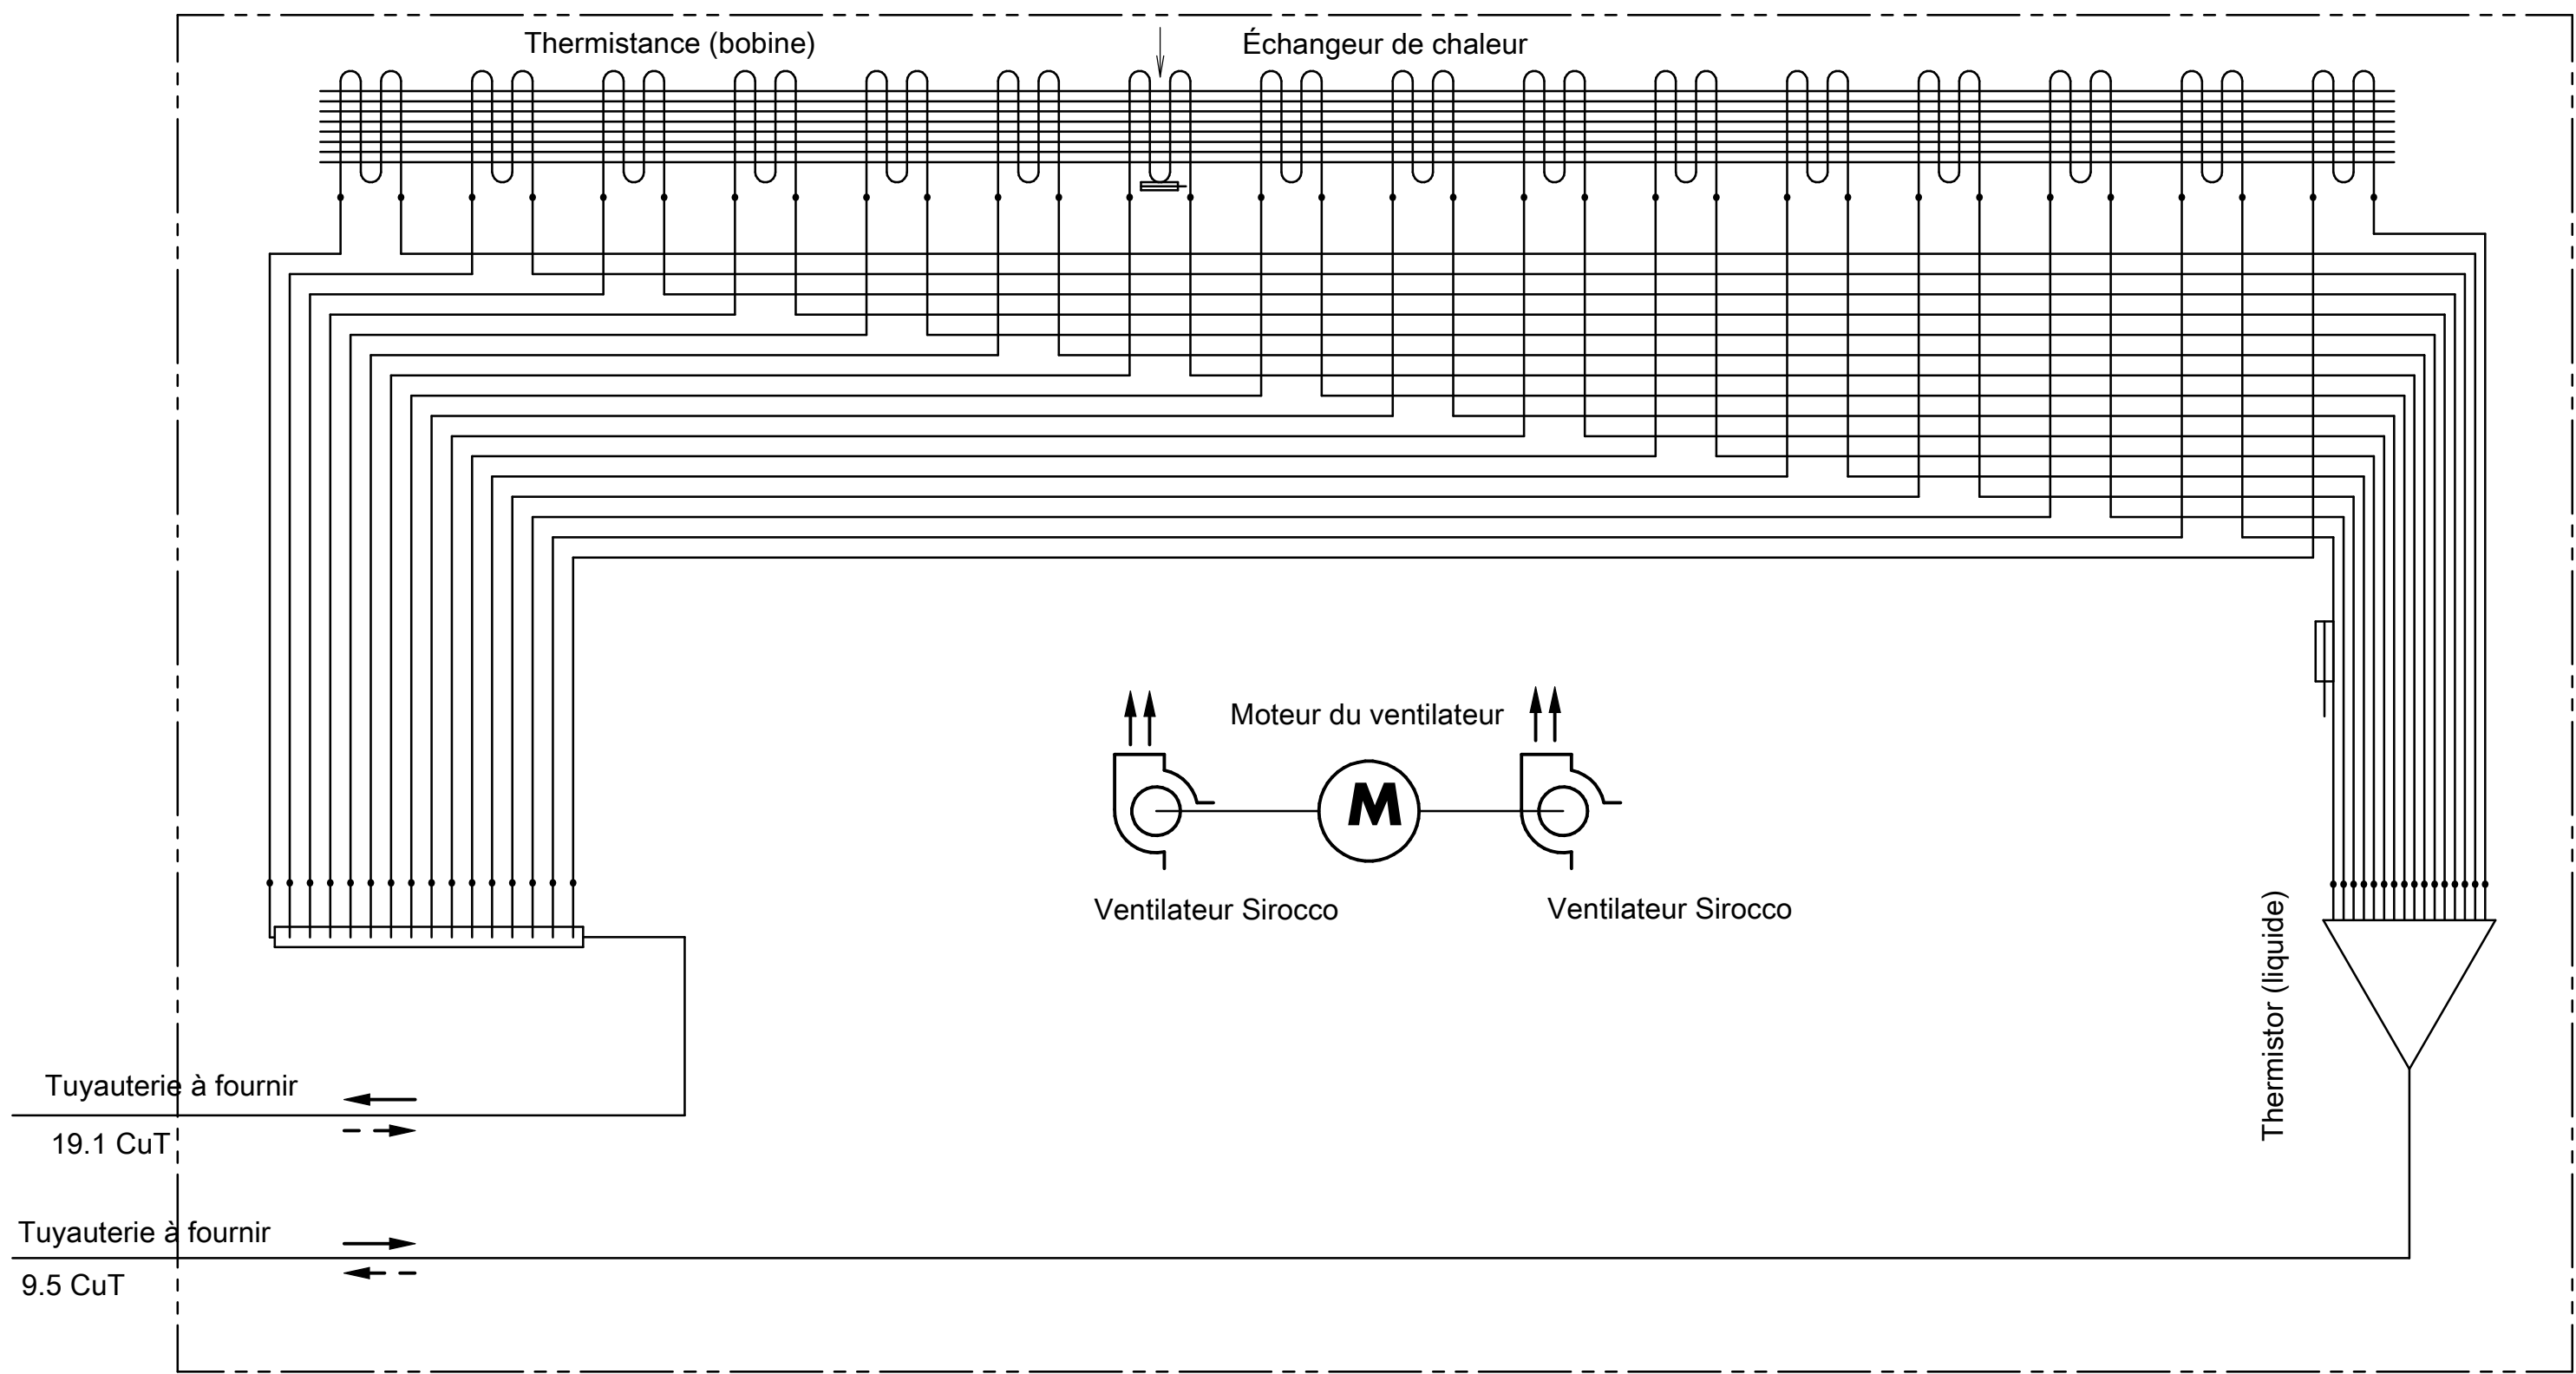 Thermistance (bobine)
Échangeur de chaleur
Moteur du ventilateur
M
Ventilateur Sirocco
Ventilateur Sirocco
Thermistor (liquide)
Tuyauterie à fournir
19.1 CuT
Tuyauterie à fournir
9.5 CuT